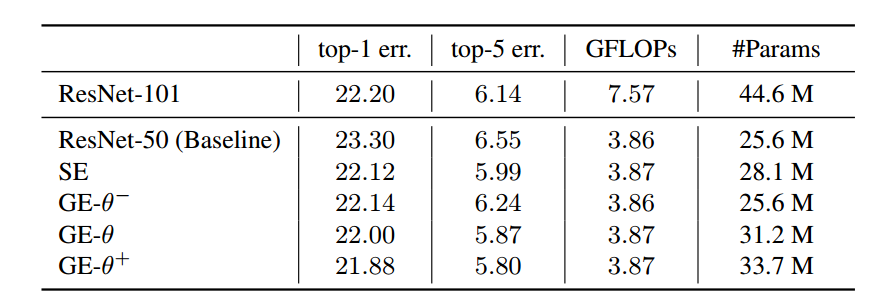 top-1 err. top-5 err. GFLOPs #Params
ResNet-101 22.20 6.14 7.57 44.6 M
ResNet-50 (Baseline) 23.30 6.55 3.86 25.6 M
SE 22.12 5.99 3.87 28.1 M
GE-θ⁻ 22.14 6.24 3.86 25.6 M
GE-θ 22.00 5.87 3.87 31.2 M
GE-θ⁺ 21.88 5.80 3.87 33.7 M